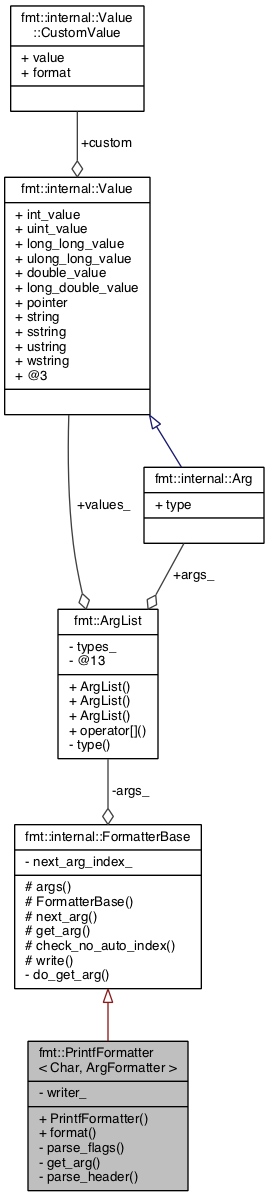 fmt::internal::Value
::CustomValue
+ value
+ format
+custom
fmt::internal::Value
+ int_value
+ uint_value
+ long_long_value
+ ulong_long_value
+ double_value
+ long_double_value
+ pointer
+ string
+ sstring
+ ustring
+ wstring
+ @3
fmt::internal::Arg
+ type
+values_
+args_
fmt::ArgList
- types_
- @13
+ ArgList()
+ ArgList()
+ ArgList()
+ operator[]()
- type()
-args_
fmt::internal::FormatterBase
- next_arg_index_
# args()
# FormatterBase()
# next_arg()
# get_arg()
# check_no_auto_index()
# write()
- do_get_arg()
fmt::PrintfFormatter
< Char, ArgFormatter >
- writer_
+ PrintfFormatter()
+ format()
- parse_flags()
- get_arg()
- parse_header()